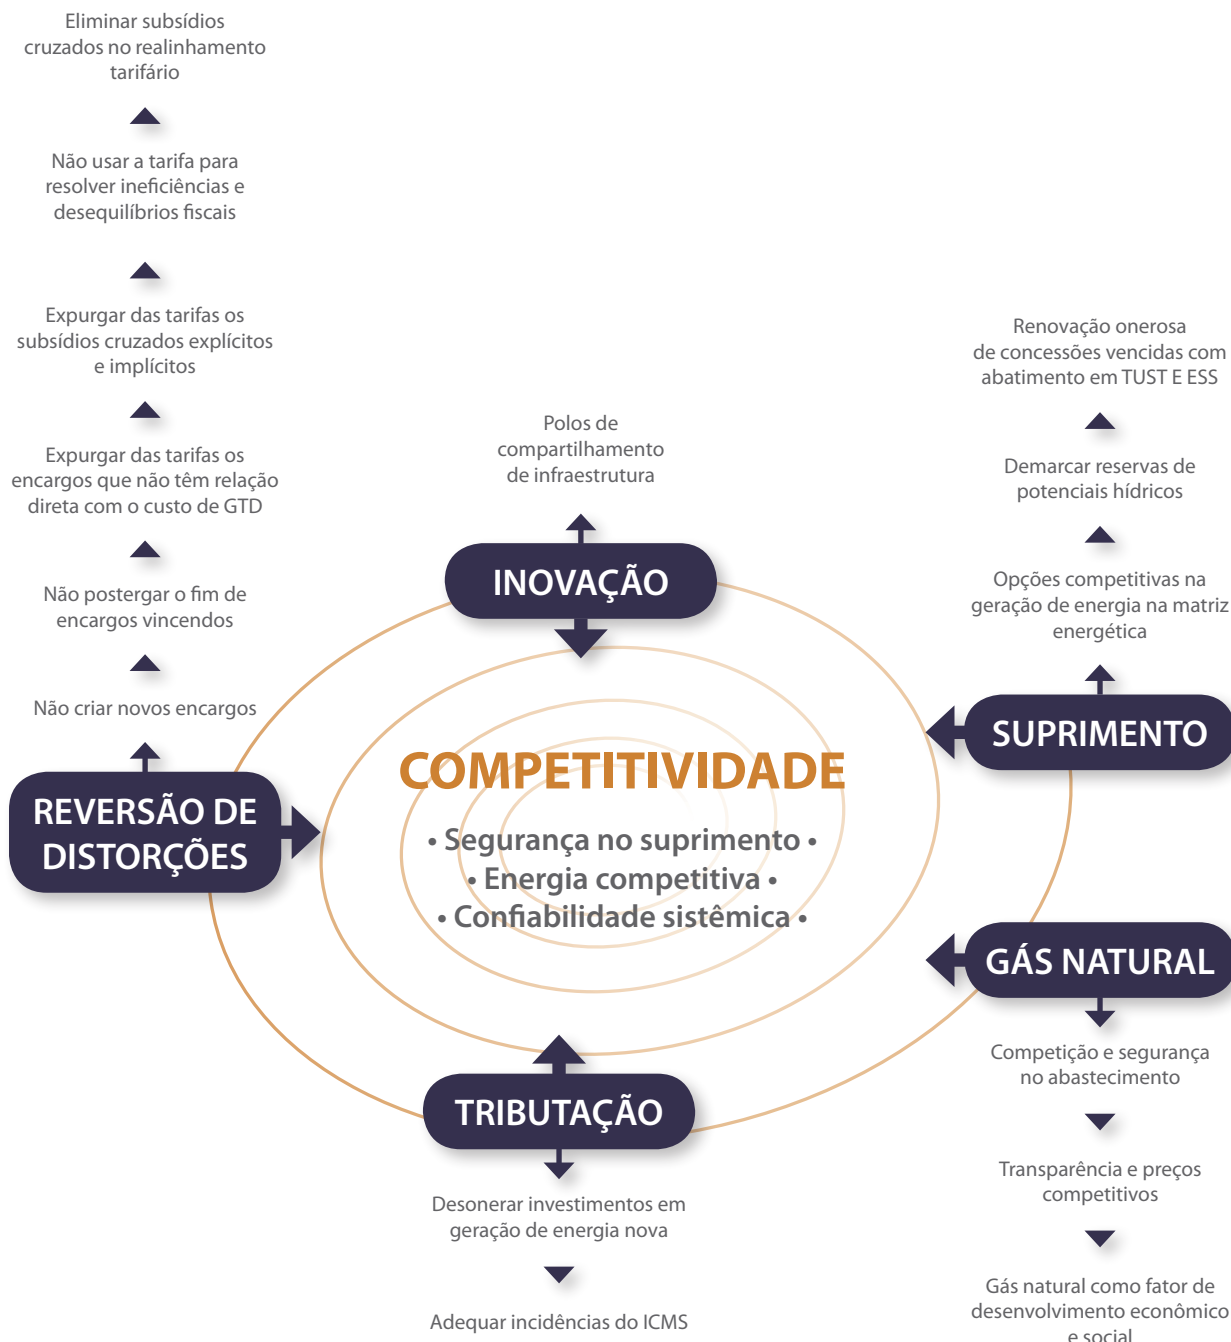 Eliminar subsídios
cruzados no realinhamento
tarifário
Não usar a tarifa para
resolver ineficiências e
desequilíbrios fiscais
Expurgar das tarifas os
subsídios cruzados explícitos
e implícitos
Expurgar das tarifas os
encargos que não têm relação
direta com o custo de GTD
Não postergar o fim de
encargos vincendos
Não criar novos encargos
REVERSÃO DE
DISTORÇÕES
Polos de
compartilhamento
de infraestrutura
INOVAÇÃO
Renovação onerosa
de concessões vencidas com
abatimento em TUST E ESS
Demarcar reservas de
potenciais hídricos
Opções competitivas na
geração de energia na matriz
energética
SUPRIMENTO
COMPETITIVIDADE
• Segurança no suprimento •
• Energia competitiva •
• Confiabilidade sistêmica •
GÁS NATURAL
Competição e segurança
no abastecimento
Transparência e preços
competitivos
Gás natural como fator de
desenvolvimento econômico
e social
TRIBUTAÇÃO
Desonerar investimentos em
geração de energia nova
Adequar incidências do ICMS